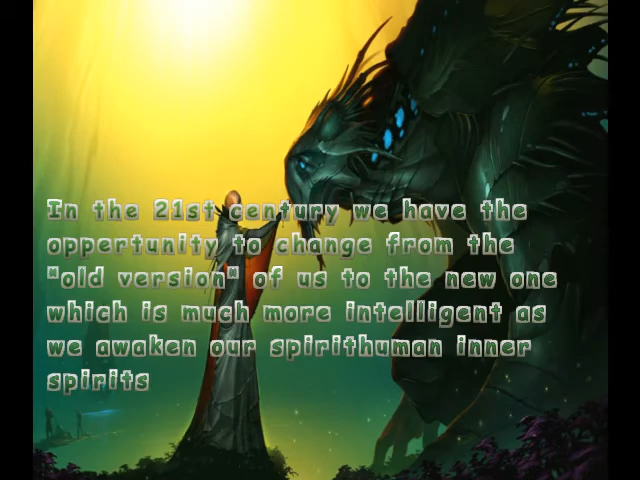 In the 21st century we have the
oppertunity to change from the
"old version" of us to the new one
which is much more intelligent as
we awaken our spirithuman inner
spirits